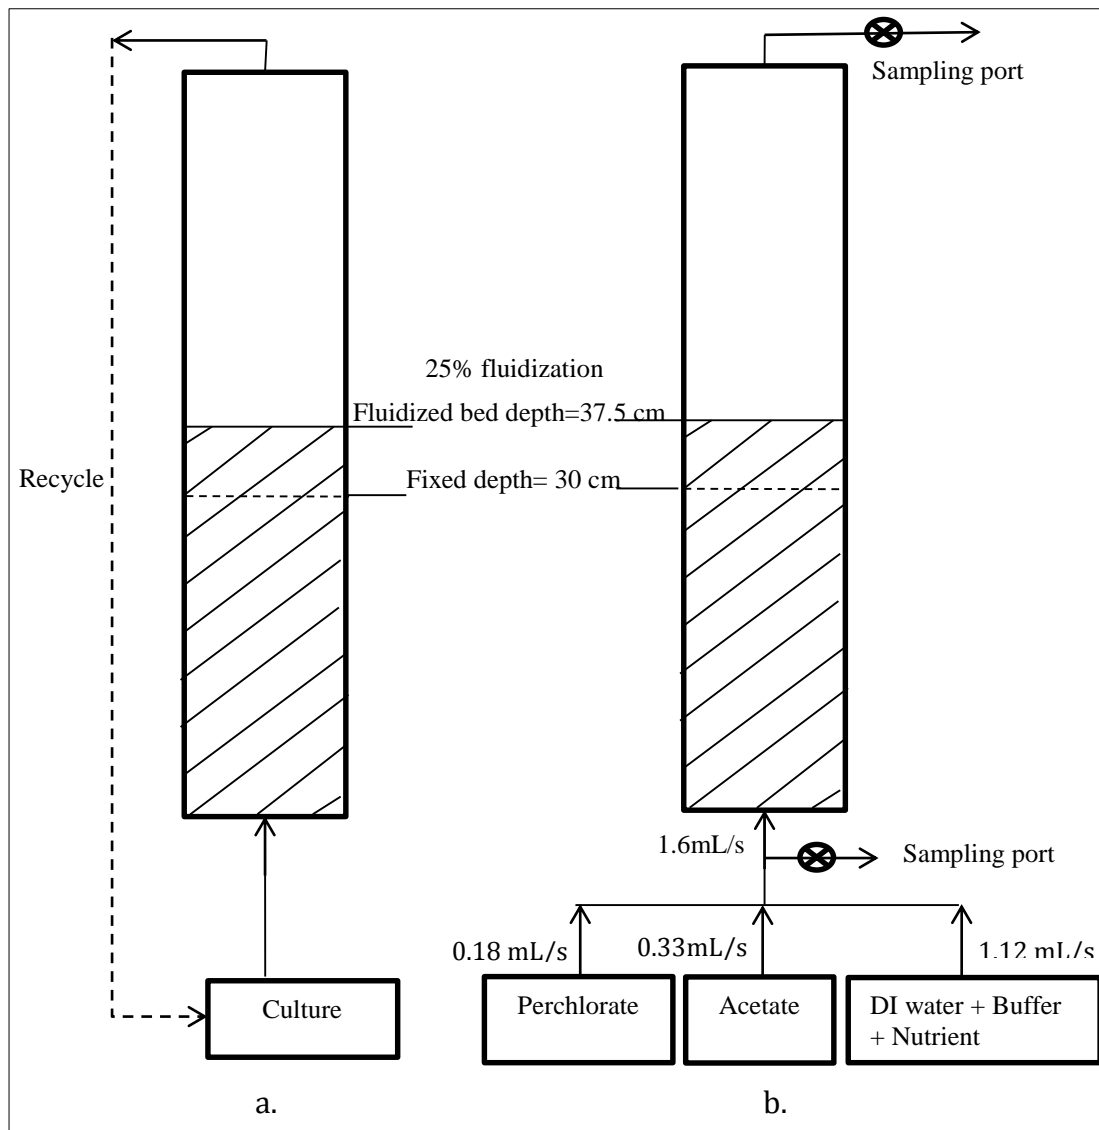 Sampling port
25% fluidization
Fluidized bed depth=37.5 cm
Recycle
Fixed depth= 30 cm
1.6mL/s
Sampling port
0.18 mL/s
0.33mL/s
1.12 mL/s
Culture
Perchlorate
Acetate
DI water + Buffer
+ Nutrient
a.
b.